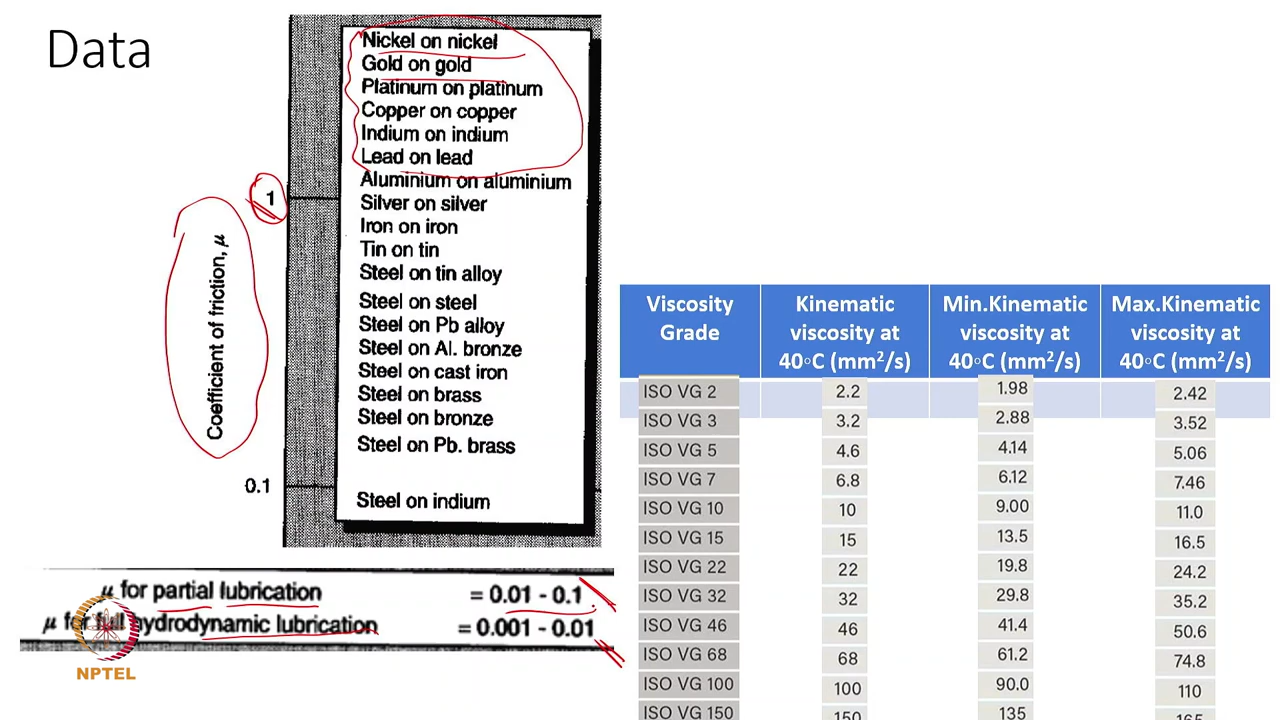 Data
Nickel on nickel
Gold on gold
Platinum on platinum
Copper on copper
Indium on indium
Lead on lead
Aluminium on aluminium
1
Silver on silver
Iron on iron
Tin on tin
Steel on tin alloy
Coefficient of friction, μ
Steel on steel
Steel on Pb alloy
Steel on Al. bronze
Steel on cast iron
Steel on brass
Steel on bronze
Steel on Pb. brass
0.1
Steel on indium
μ for partial lubrication = 0.01 - 0.1
μ for full hydrodynamic lubrication = 0.001 - 0.01
NPTEL
Viscosity Grade Kinematic viscosity at 40◦C (mm²/s) Min.Kinematic viscosity at 40◦C (mm²/s) Max.Kinematic viscosity at 40◦C (mm²/s)
ISO VG 2 2.2 1.98 2.42
ISO VG 3 3.2 2.88 3.52
ISO VG 5 4.6 4.14 5.06
ISO VG 7 6.8 6.12 7.46
ISO VG 10 10 9.00 11.0
ISO VG 15 15 13.5 16.5
ISO VG 22 22 19.8 24.2
ISO VG 32 32 29.8 35.2
ISO VG 46 46 41.4 50.6
ISO VG 68 68 61.2 74.8
ISO VG 100 100 90.0 110
ISO VG 150 150 135 165